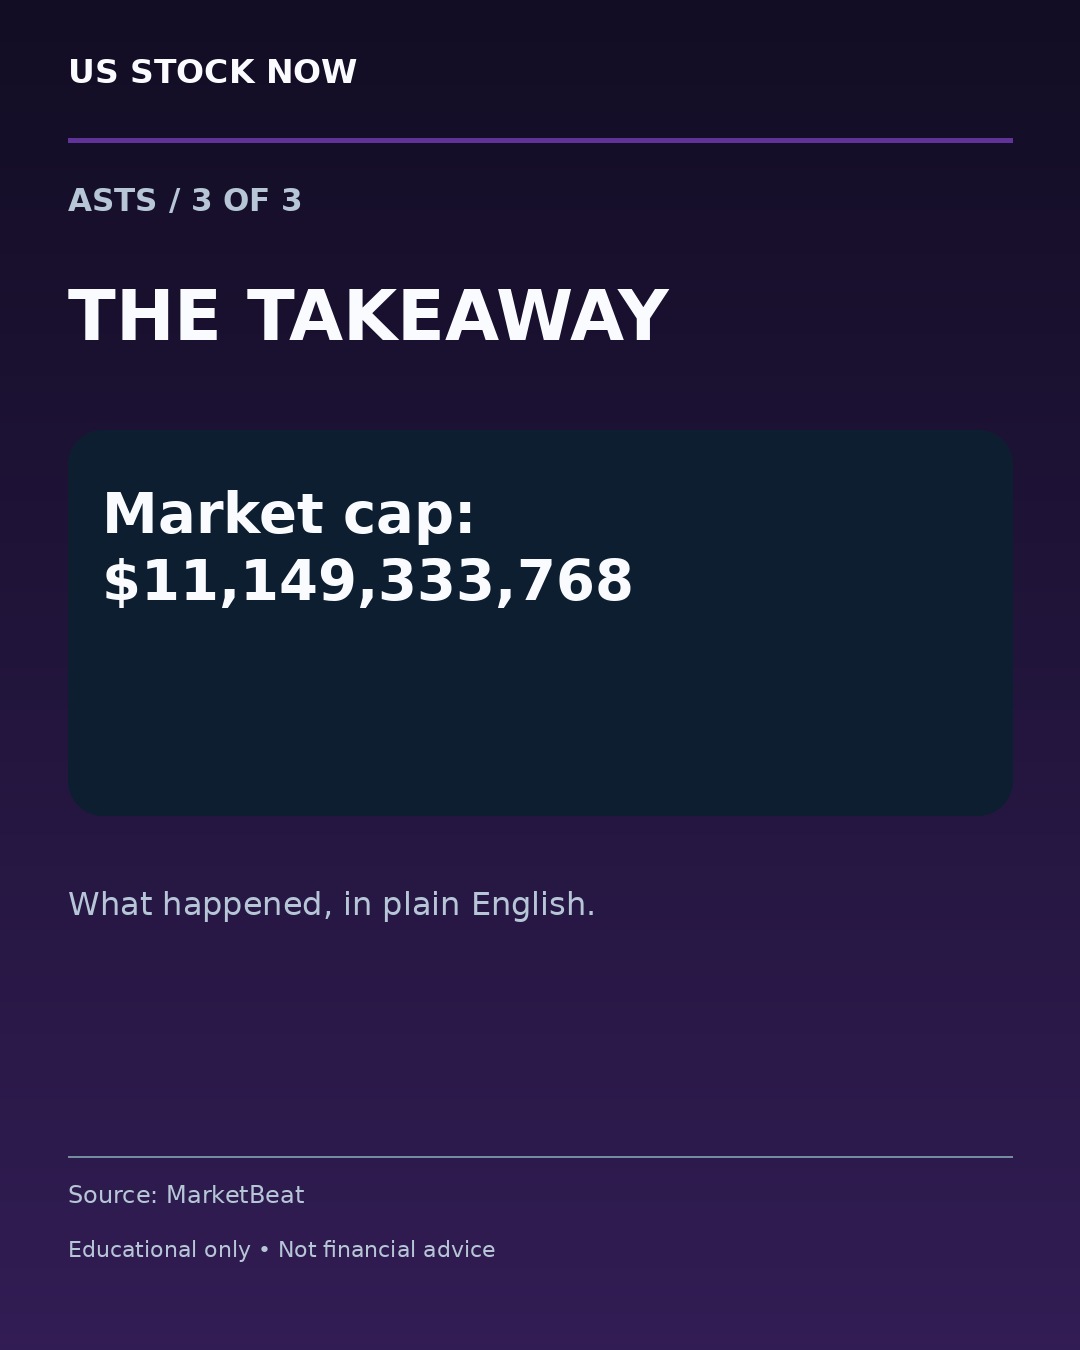 US STOCK NOW
ASTS / 3 OF 3
THE TAKEAWAY
Market cap:
$11,149,333,768
What happened, in plain English.
Source: MarketBeat
Educational only • Not financial advice